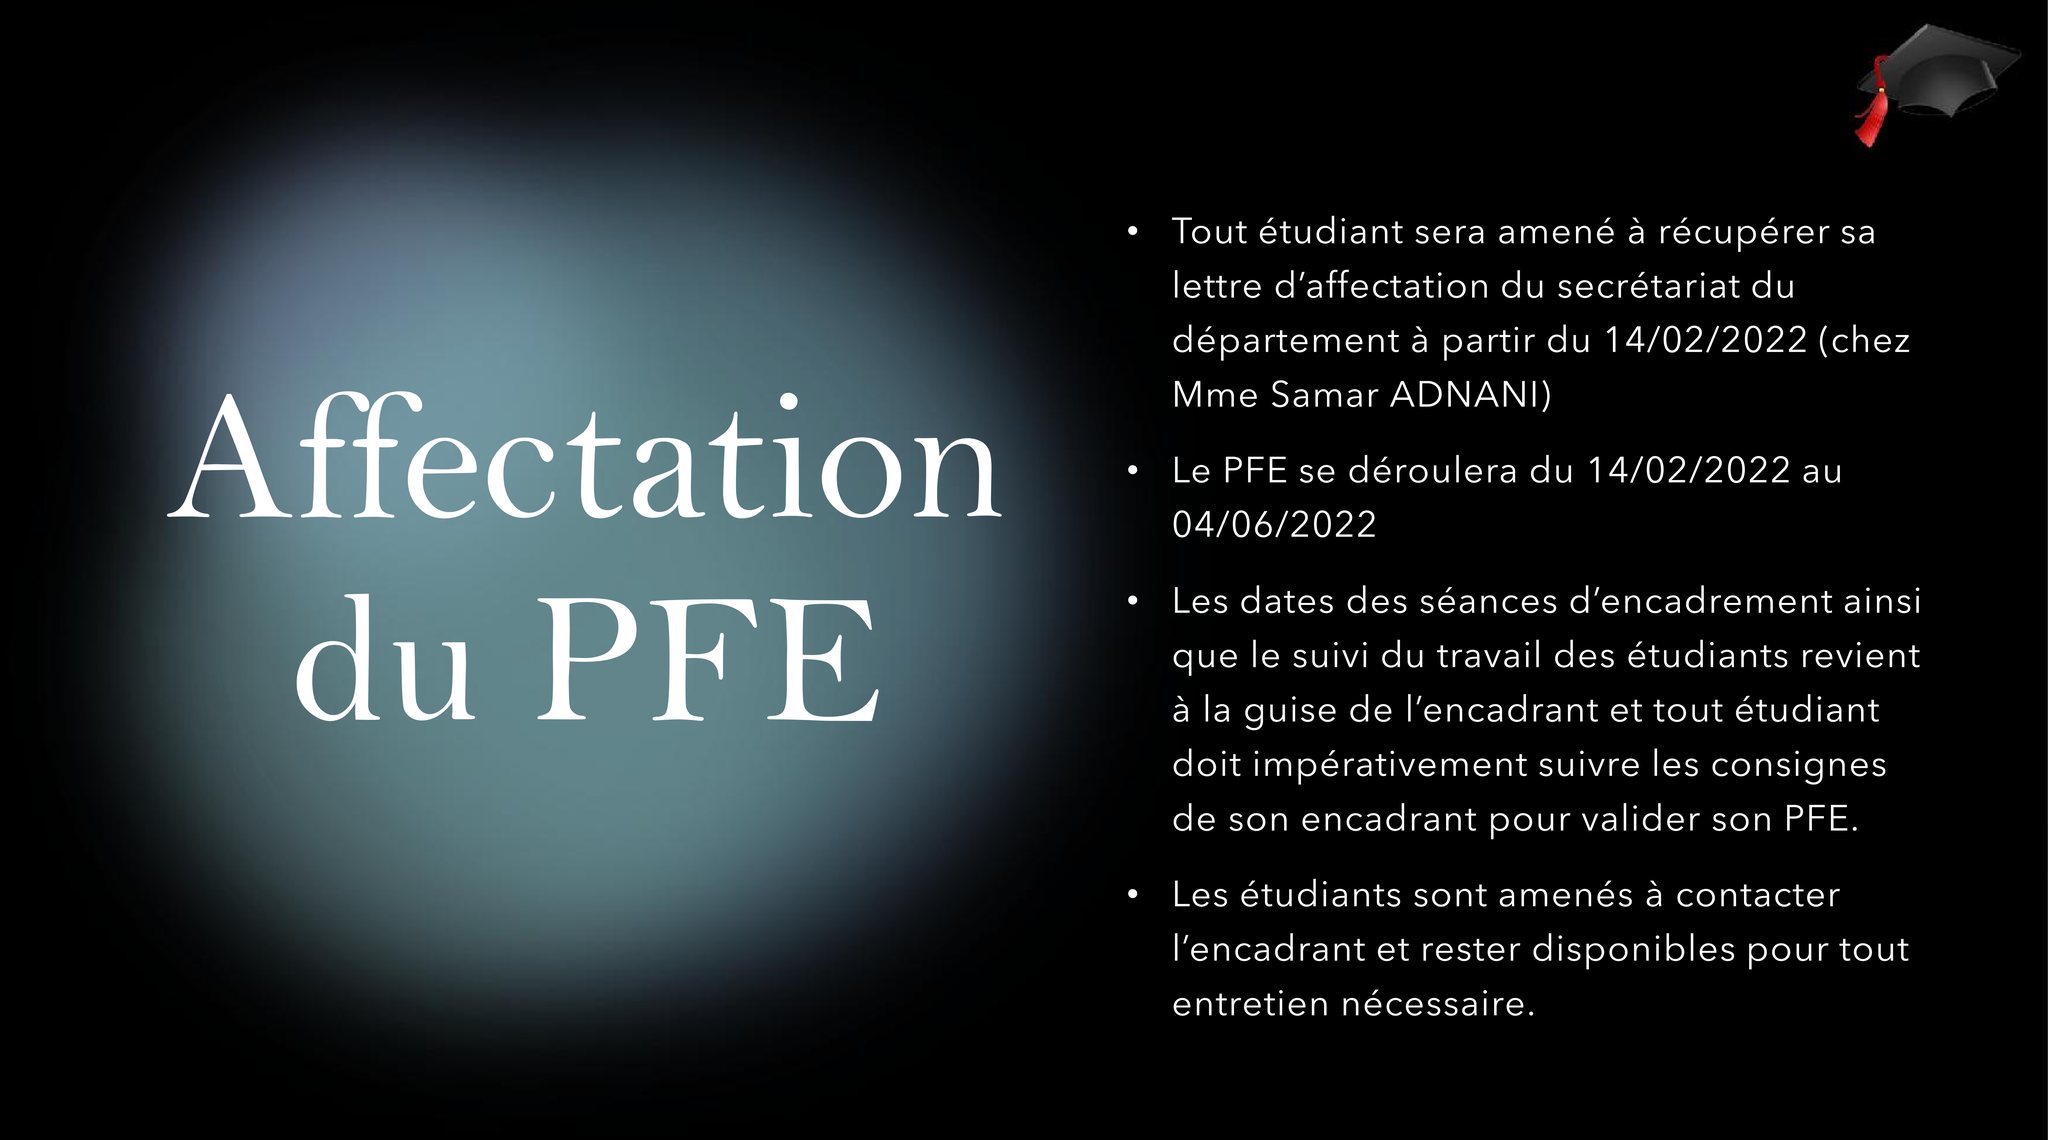 Affectation
du PFE
• Tout étudiant sera amené à récupérer sa
lettre d’affectation du secrétariat du
département à partir du 14/02/2022 (chez
Mme Samar ADNANI)
• Le PFE se déroulera du 14/02/2022 au
04/06/2022
• Les dates des séances d’encadrement ainsi
que le suivi du travail des étudiants revient
à la guise de l’encadrant et tout étudiant
doit impérativement suivre les consignes
de son encadrant pour valider son PFE.
• Les étudiants sont amenés à contacter
l’encadrant et rester disponibles pour tout
entretien nécessaire.